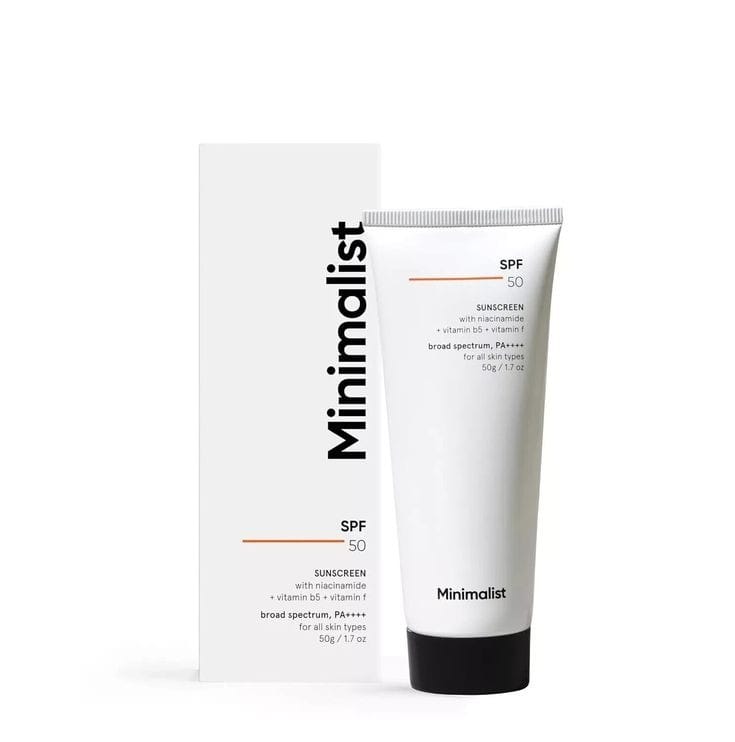 Minimalist
SPF
50
SUNSCREEN
with niacinamide
+ vitamin b5 + vitamin f
broad spectrum, PA++++
for all skin types
50g / 1.7 oz
SPF
50
SUNSCREEN
with niacinamide
+ vitamin b5 + vitamin f
broad spectrum, PA++++
for all skin types
50g / 1.7 oz
Minimalist